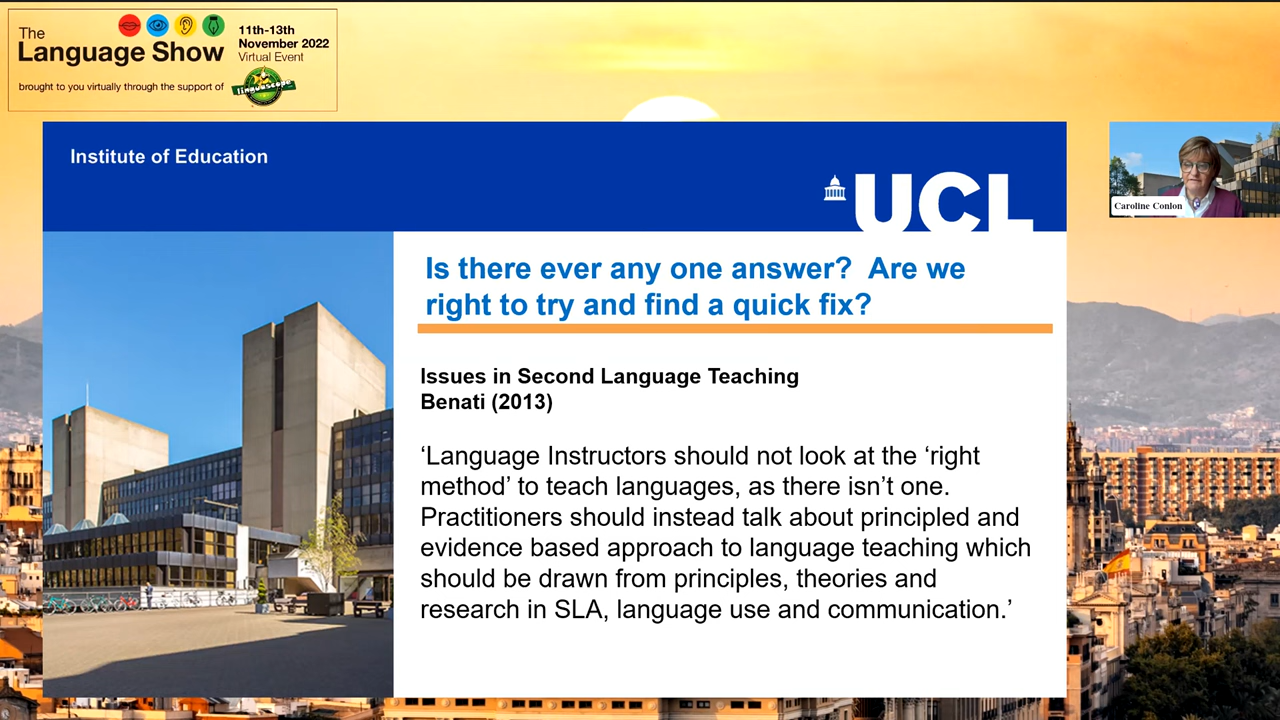 The
Language Show
11th-13th
November 2022
Virtual Event
brought to you virtually through the support of
linguascope
Institute of Education
UCL
Is there ever any one answer?  Are we
right to try and find a quick fix?
Caroline Conlon
Issues in Second Language Teaching
Benati (2013)
‘Language Instructors should not look at the ‘right
method’ to teach languages, as there isn’t one.
Practitioners should instead talk about principled and
evidence based approach to language teaching which
should be drawn from principles, theories and
research in SLA, language use and communication.’